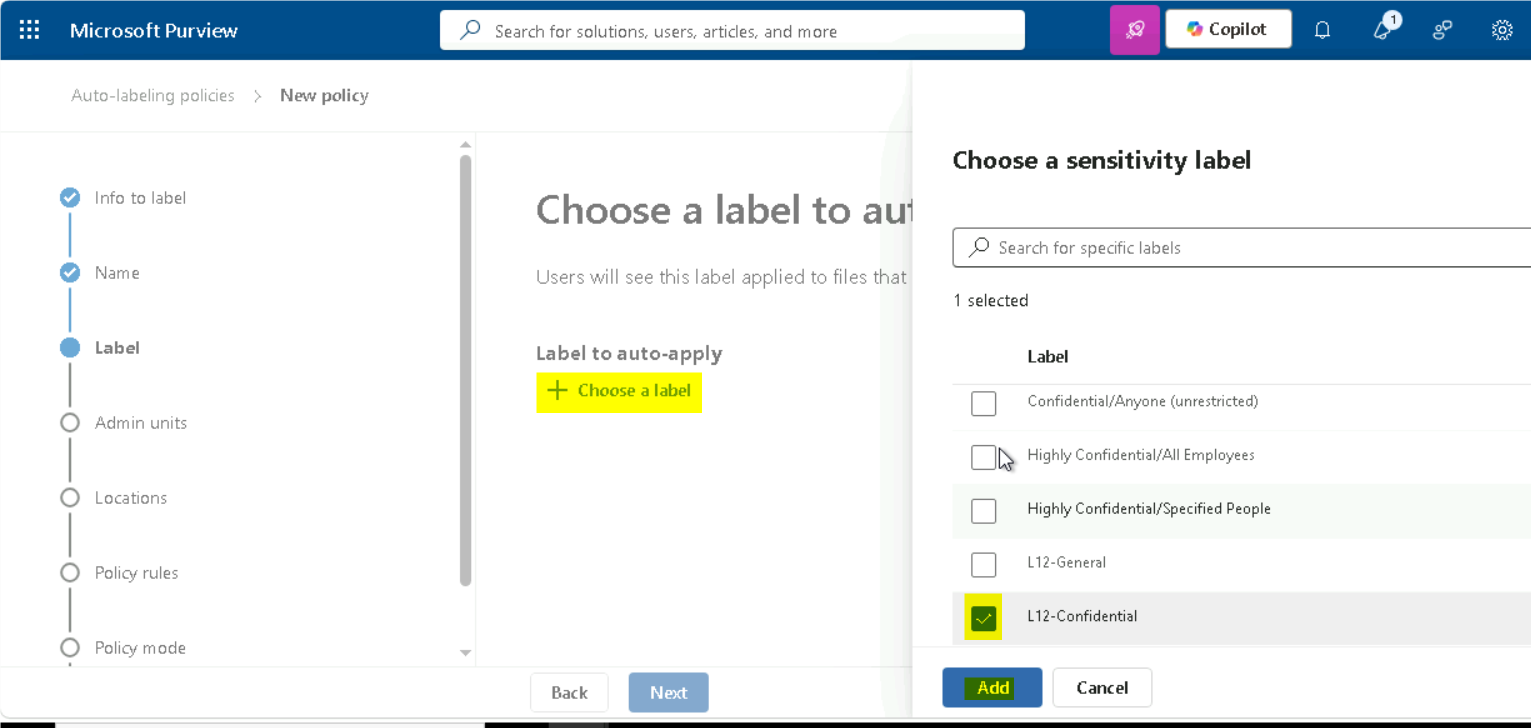 Microsoft Purview
Search for solutions, users, articles, and more
Copilot
1
Auto-labeling policies > New policy
Info to label
Name
Label
Admin units
Locations
Policy rules
Policy mode
Choose a label to aut
Users will see this label applied to files that
Label to auto-apply
+ Choose a label
Back
Next
Choose a sensitivity label
Search for specific labels
1 selected
Label
Confidential/Anyone (unrestricted)
Highly Confidential/All Employees
Highly Confidential/Specified People
L12-General
L12-Confidential
Add
Cancel